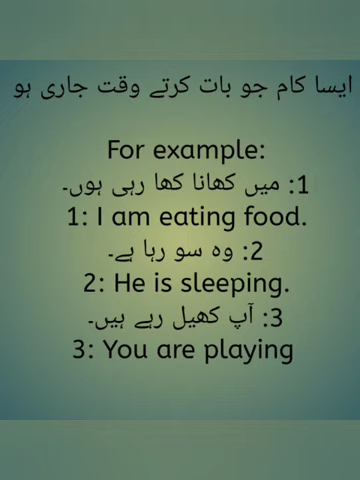 ایسا کام جو بات کرتے وقت جاری ہو
For example:
1: میں کھانا کھا رہی ہوں۔
1: I am eating food.
2: وہ سو رہا ہے۔
2: He is sleeping.
3: آپ کھیل رہے ہیں۔
3: You are playing